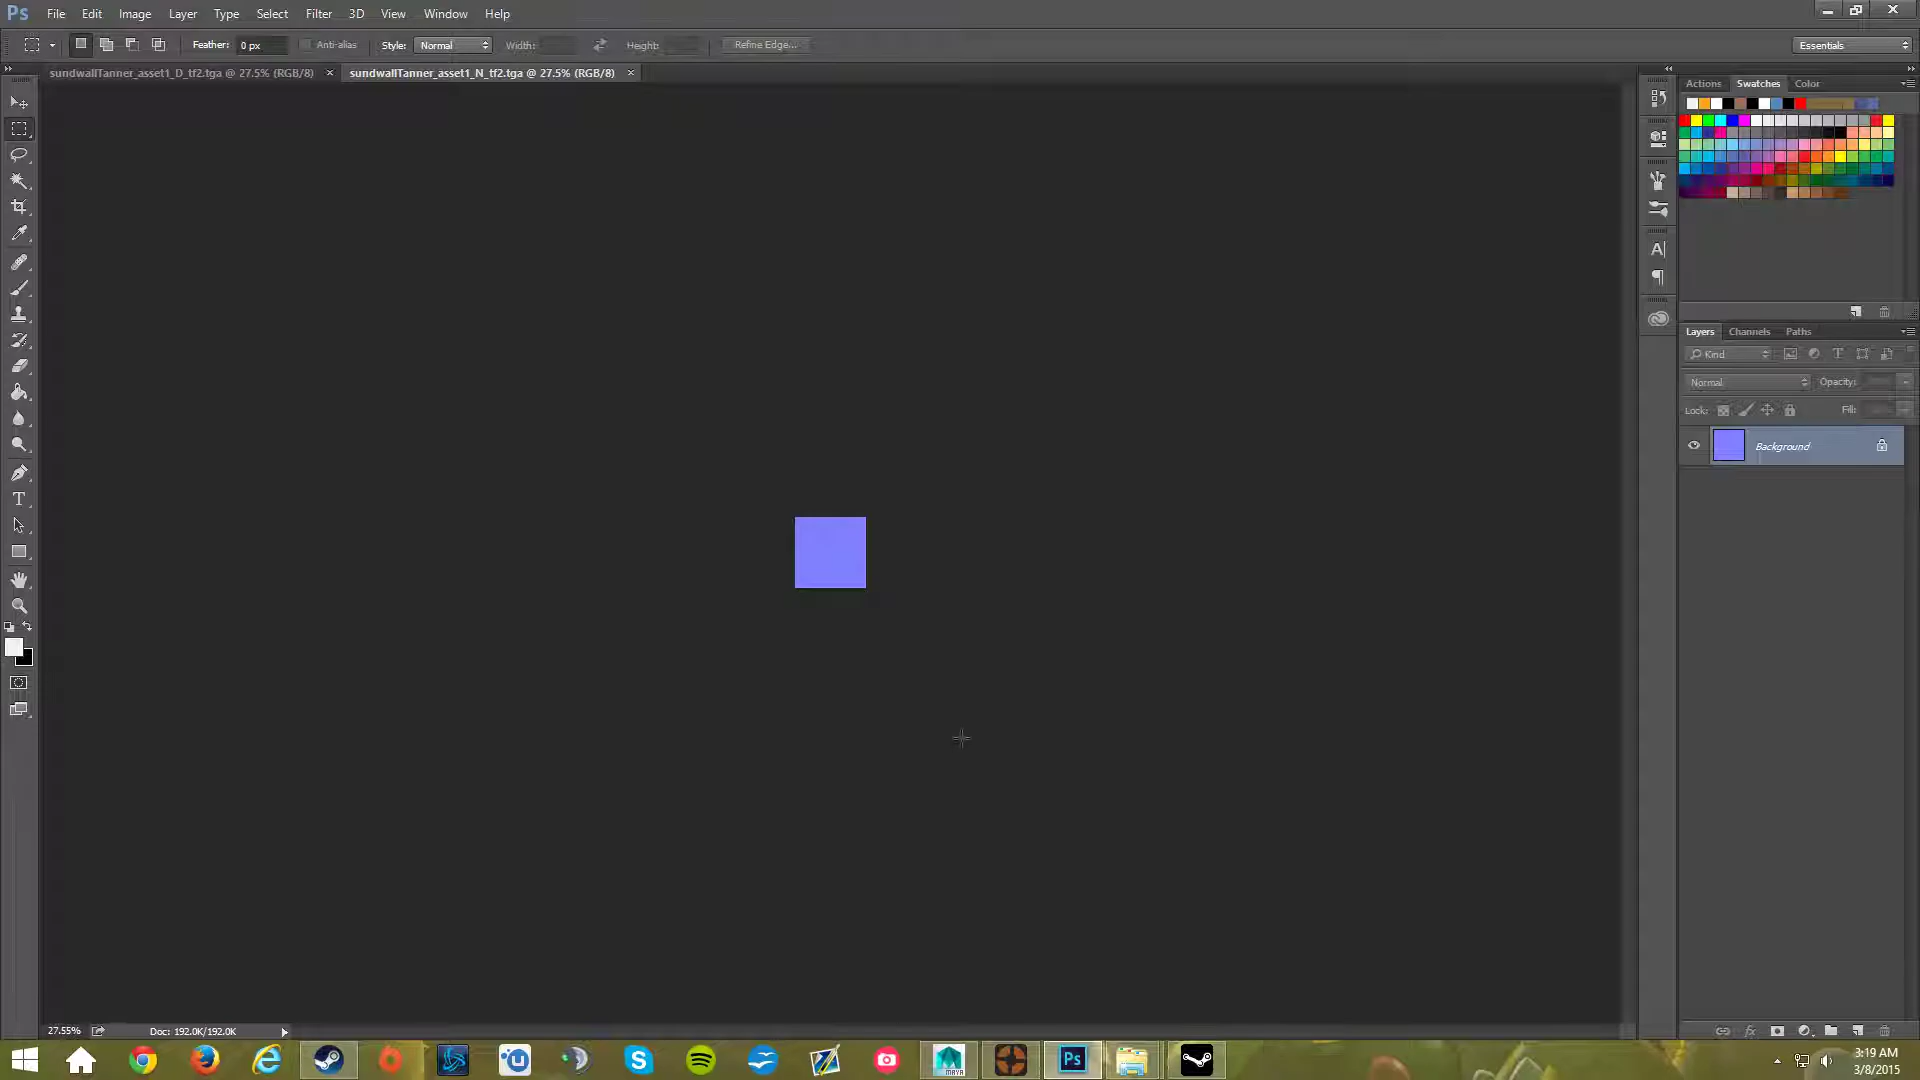 Ps File Edit Image Layer Type Select Filter 3D View Window Help
Feather: 0 px Anti-alias Style: Normal Width: Height: Refine Edge... Essentials
sundwallTanner_asset1_D_tf2.tga @ 27.5% (RGB/8) × sundwallTanner_asset1_N_tf2.tga @ 27.5% (RGB/8) ×
Actions Swatches Color
Layers Channels Paths
Kind
Normal Opacity:
Lock: Fill:
Background
27.55% Doc: 192.0K/192.0K
MAYA
Ps
3:19 AM
3/8/2015